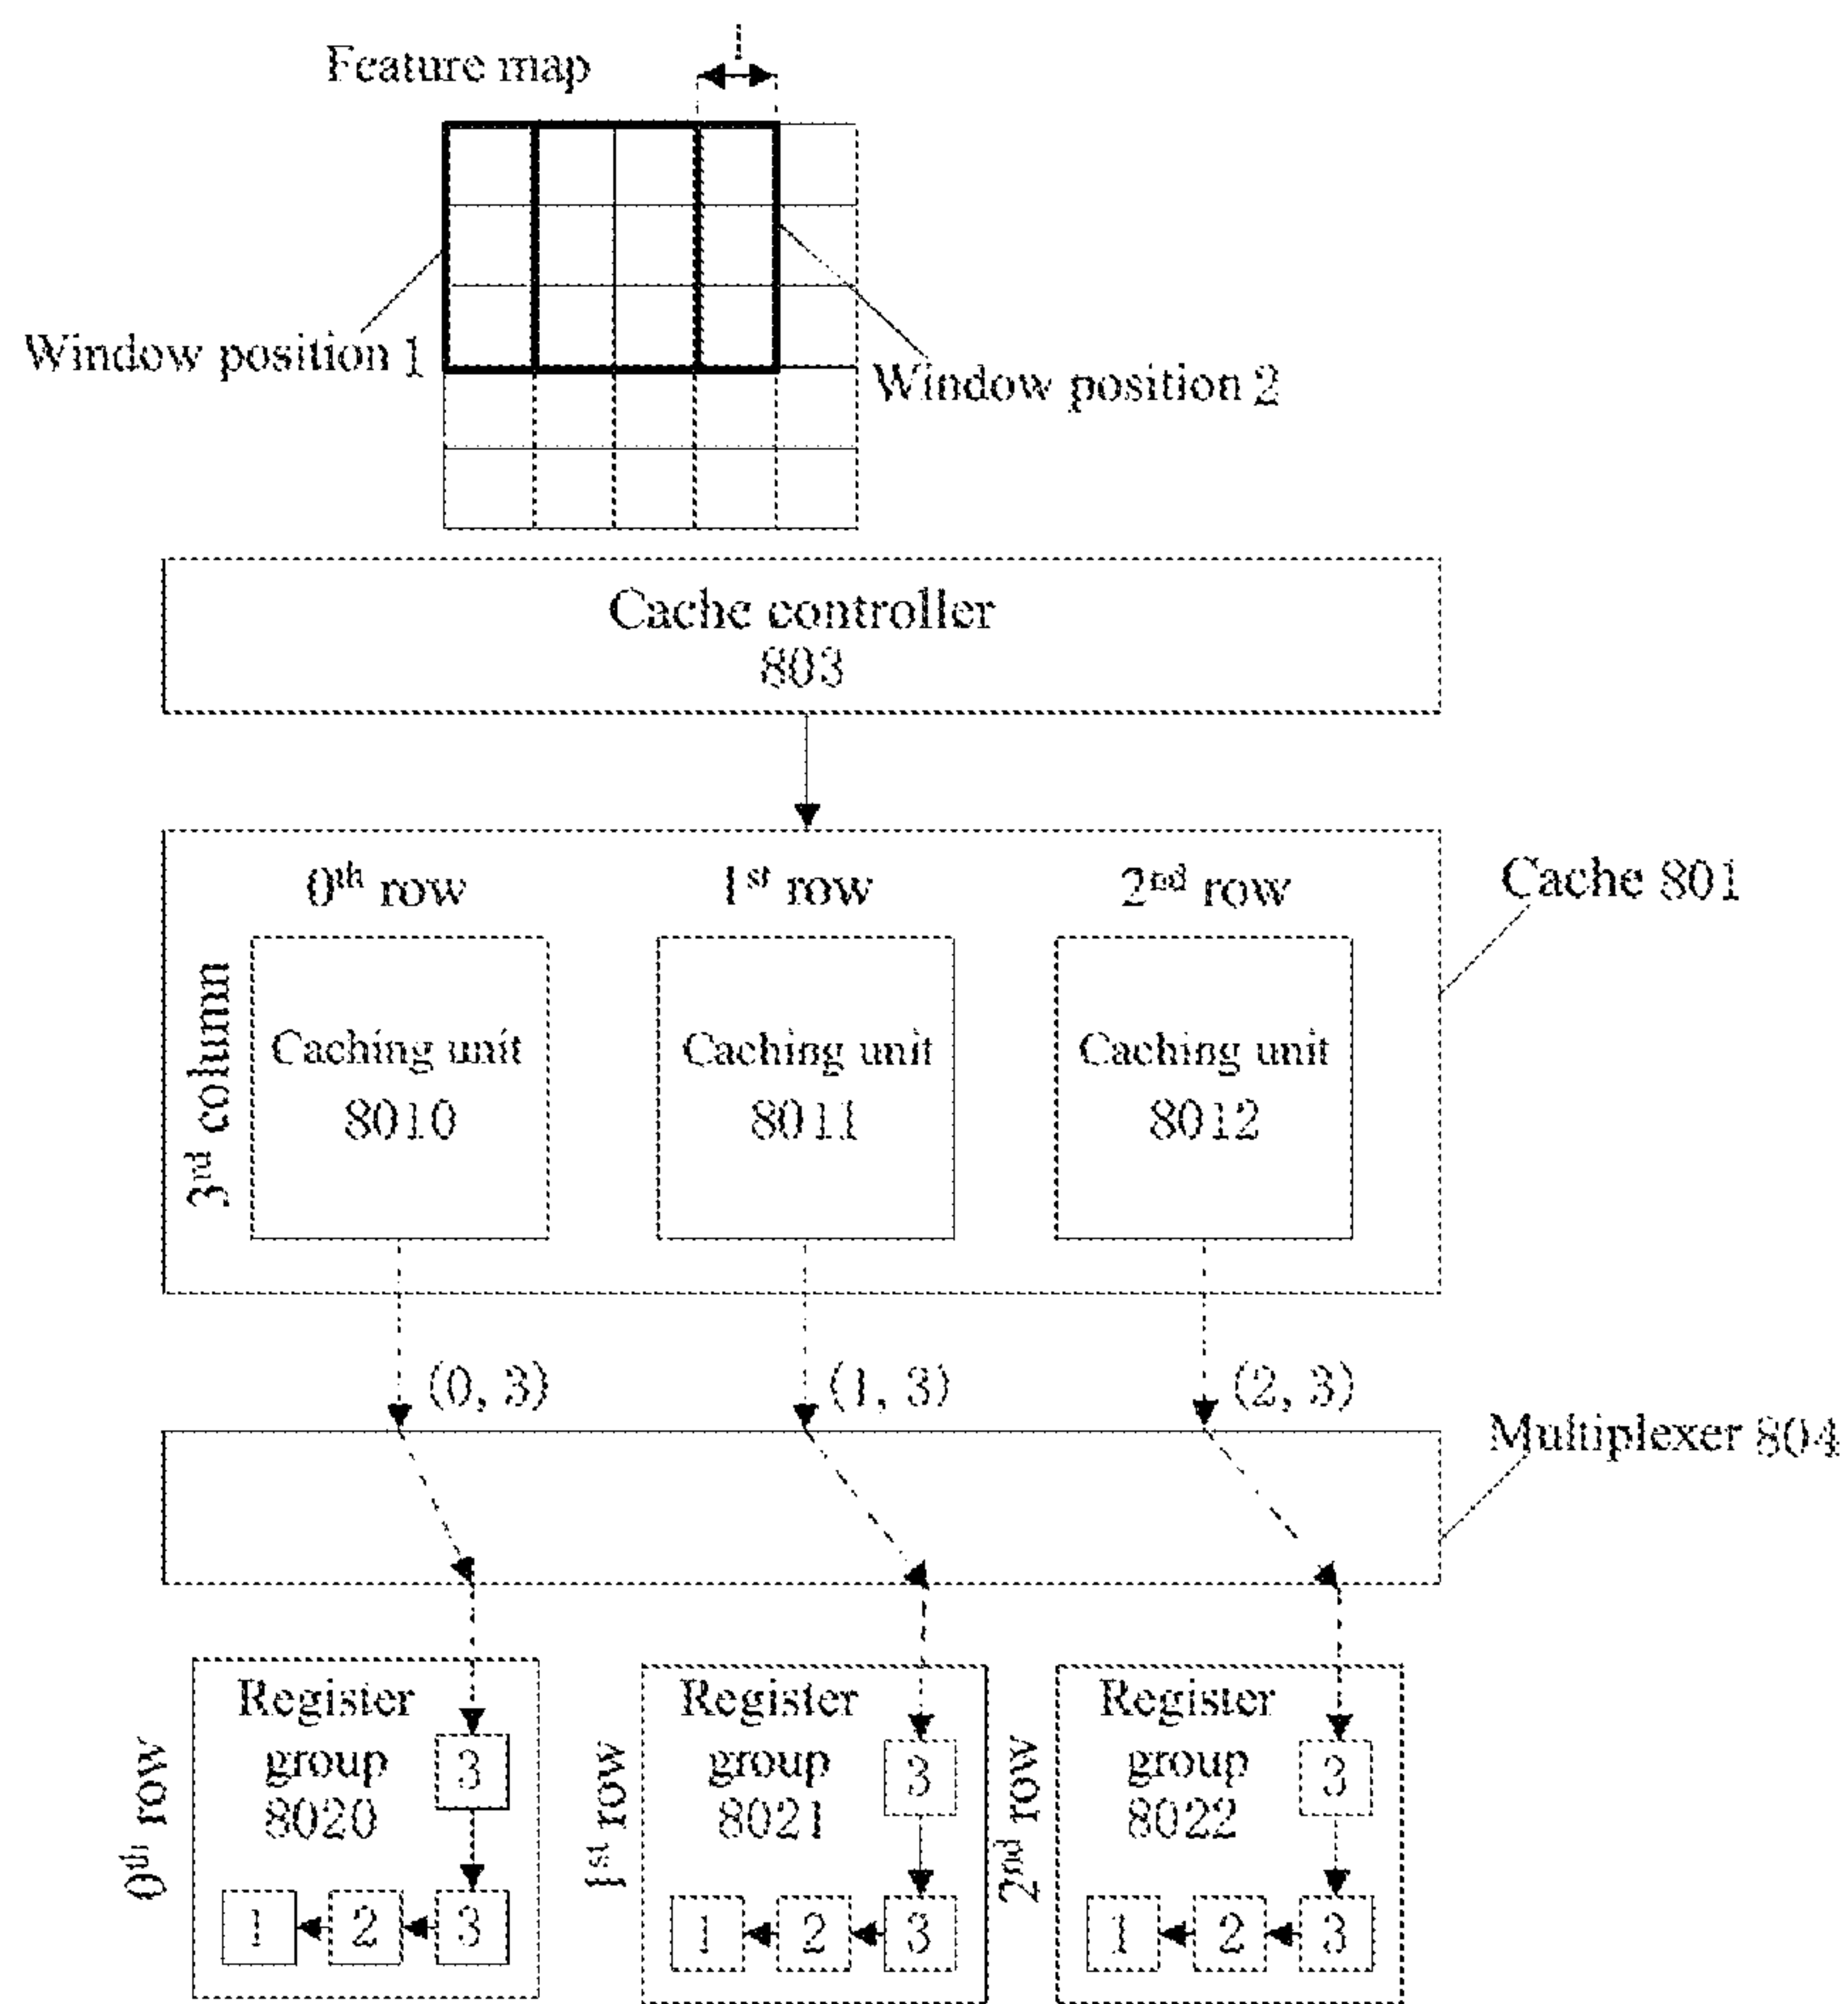 1
Feature map
Window position 1
Window position 2
Cache controller
803
0th row
1st row
2nd row
Cache 801
3rd column
Caching unit
8010
Caching unit
8011
Caching unit
8012
(0, 3)
(1, 3)
(2, 3)
Multiplexer 804
0th row
Register
group
8020
3
1
2
3
1st row
Register
group
8021
3
1
2
3
2nd row
Register
group
8022
3
1
2
3